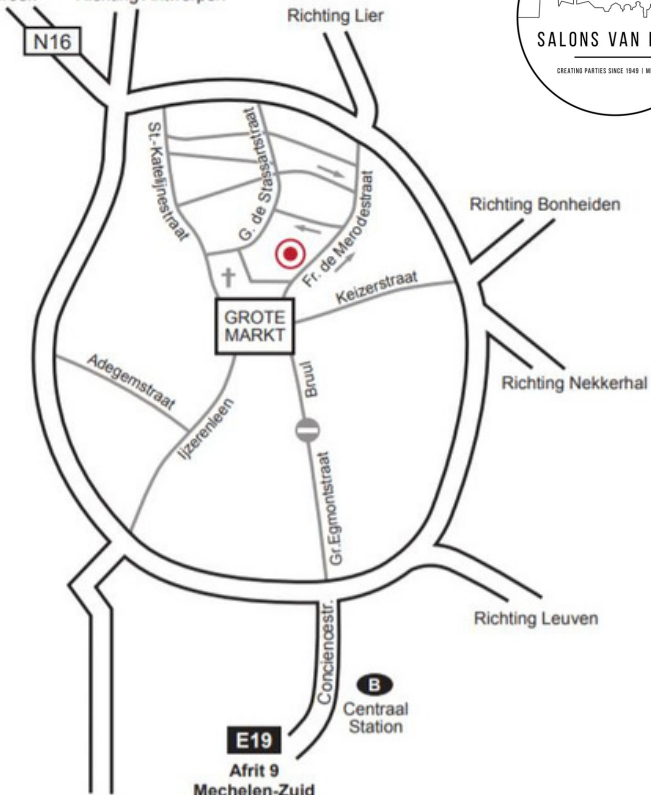 N16
Richting Lier
SALONS VAN
CREATING PARTIES SINCE 1949 |
St.-Katelijnestraat
G. de Stassartstraat
Fr. de Merodestraat
Richting Bonheiden
Keizerstraat
GROTE
MARKT
Adegemstraat
Bruul
Richting Nekkerhal
Ijzerenleen
Gr.Egmontstraat
Richting Leuven
Conciencestr.
B
Centraal
Station
E19
Afrit 9
Mechelen-Zuid